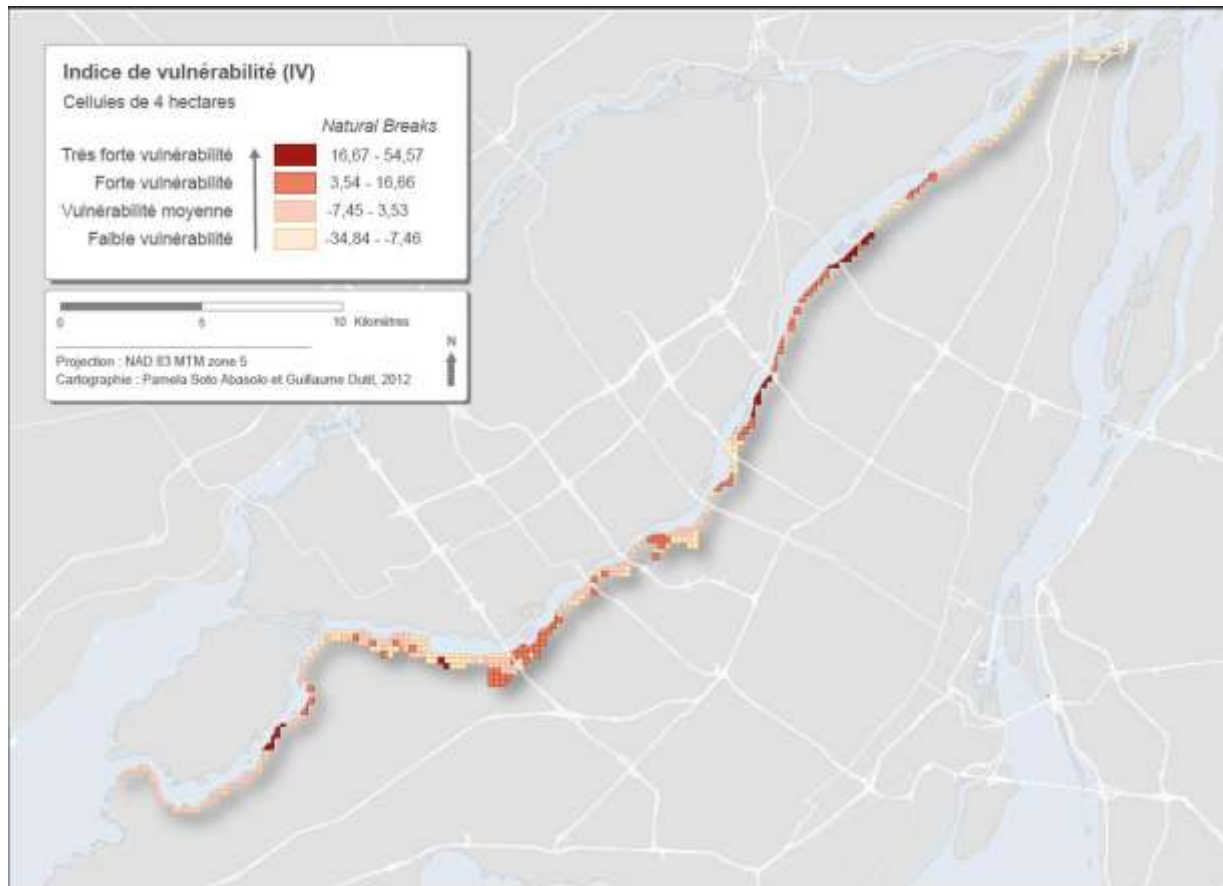 Indice de vulnérabilité (IV)
Cellules de 4 hectares
Natural Breaks
Très forte vulnérabilité 16,67 - 54,57
Forte vulnérabilité 3,54 - 16,66
Vulnérabilité moyenne -7,45 - 3,53
Faible vulnérabilité -34,84 - -7,46
0 5 10 Kilomètres
N
Projection : NAD 83 MTM zone 5
Cartographie : Pamela Soto Abasolo et Guillaume Dutil, 2012